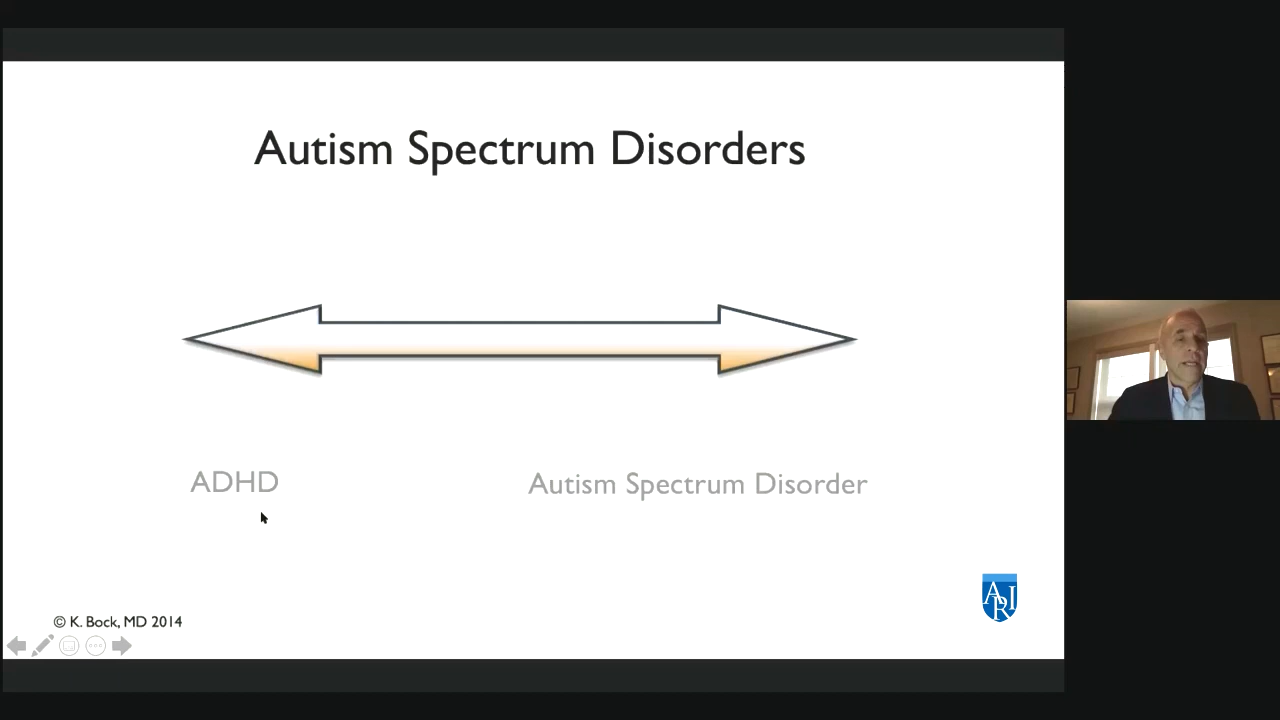 Autism Spectrum Disorders
ADHD
Autism Spectrum Disorder
ARI
© K. Bock, MD 2014